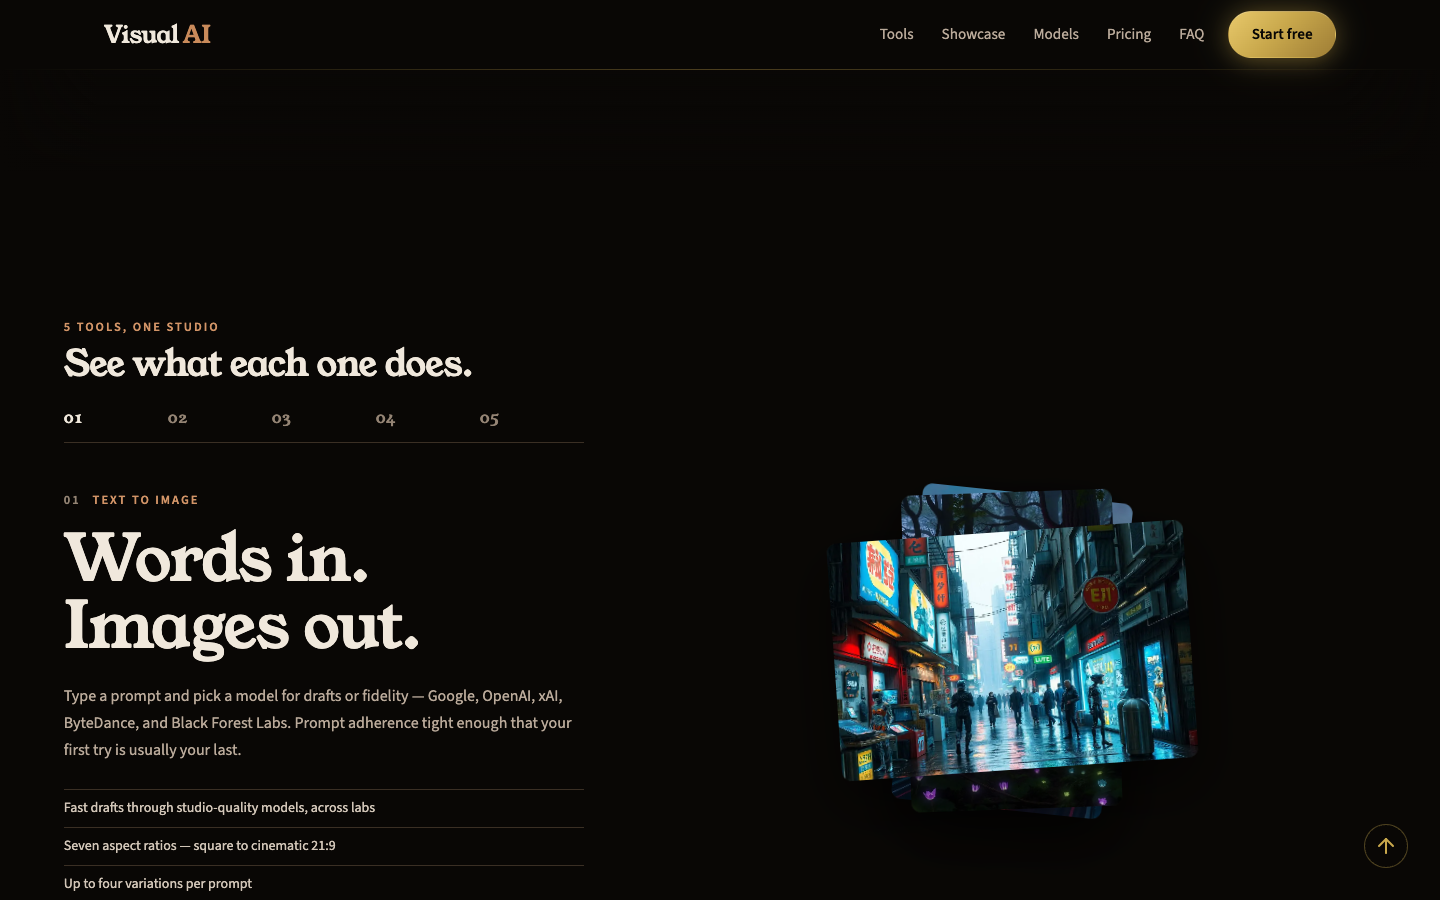 Visual AI
Tools
Showcase
Models
Pricing
FAQ
Start free
5 TOOLS, ONE STUDIO
See what each one does.
01
02
03
04
05
01 TEXT TO IMAGE
Words in.
Images out.
Type a prompt and pick a model for drafts or fidelity — Google, OpenAI, xAI,
ByteDance, and Black Forest Labs. Prompt adherence tight enough that your
first try is usually your last.
Fast drafts through studio-quality models, across labs
Seven aspect ratios — square to cinematic 21:9
Up to four variations per prompt